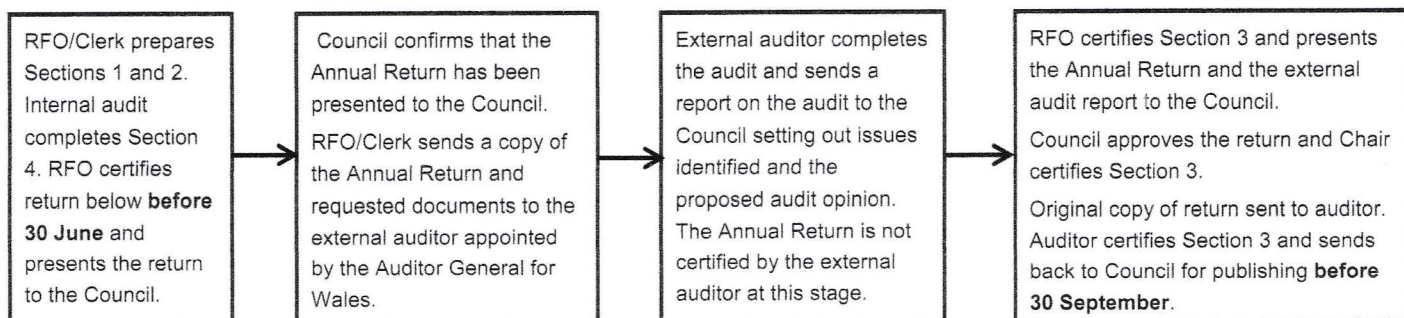 RFO/Clerk prepares
Sections 1 and 2.
Internal audit
completes Section
4. RFO certifies
return below before
30 June and
presents the return
to the Council.
Council confirms that the
Annual Return has been
presented to the Council.
RFO/Clerk sends a copy of
the Annual Return and
requested documents to the
external auditor appointed
by the Auditor General for
Wales.
External auditor completes
the audit and sends a
report on the audit to the
Council setting out issues
identified and the
proposed audit opinion.
The Annual Return is not
certified by the external
auditor at this stage.
RFO certifies Section 3 and presents
the Annual Return and the external
audit report to the Council.
Council approves the return and Chair
certifies Section 3.
Original copy of return sent to auditor.
Auditor certifies Section 3 and sends
back to Council for publishing before
30 September.